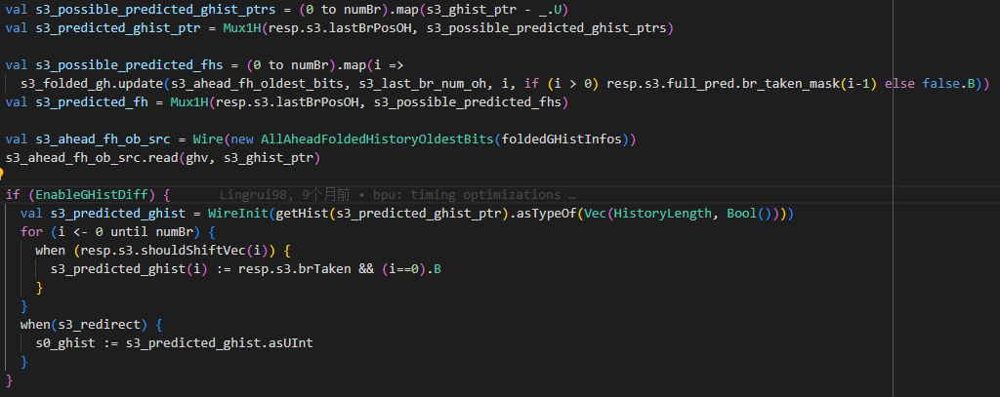 val s3_possible_predicted_ghist_ptrs = (0 to numBr).map(s3_ghist_ptr - _.U)
val s3_predicted_ghist_ptr = Mux1H(resp.s3.lastBrPosOH, s3_possible_predicted_ghist_ptrs)
val s3_possible_predicted_fhs = (0 to numBr).map(i =>
s3_folded_gh.update(s3_ahead_fh_oldest_bits, s3_last_br_num_oh, i, if (i > 0) resp.s3.full_pred.br_taken_mask(i-1) else false.B))
val s3_predicted_fh = Mux1H(resp.s3.lastBrPosOH, s3_possible_predicted_fhs)
val s3_ahead_fh_ob_src = Wire(new AllAheadFoldedHistoryOldestBits(foldedGHistInfos))
s3_ahead_fh_ob_src.read(ghv, s3_ghist_ptr)
if (EnableGHistDiff) { Lingrui98, 9个月前 • bpu: timing optimizations …
val s3_predicted_ghist = WireInit(getHist(s3_predicted_ghist_ptr).asTypeOf(Vec(HistoryLength, Bool())))
for (i <- 0 until numBr) {
when (resp.s3.shouldShiftVec(i)) {
s3_predicted_ghist(i) := resp.s3.brTaken && (i==0).B
}
}
when(s3_redirect) {
s0_ghist := s3_predicted_ghist.asUInt
}
}